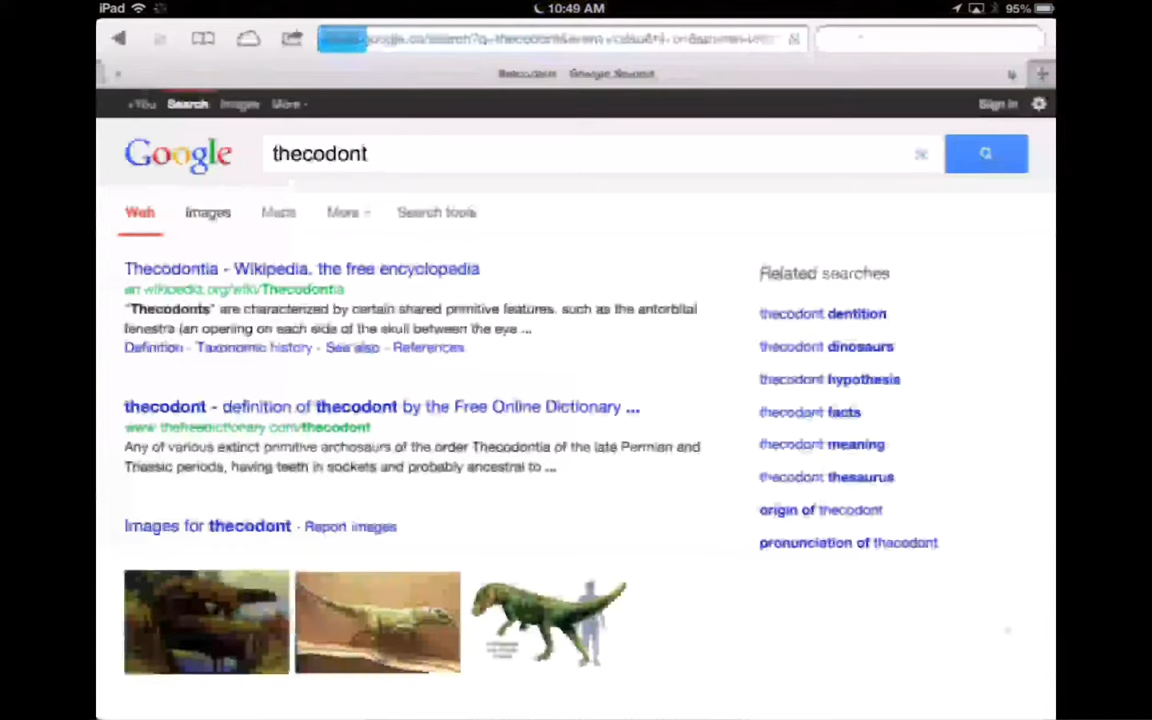 iPad 10:49 AM 95%
+You Search Images More Sign in
Google thecodont
Web Images Maps More Search tools
Thecodontia - Wikipedia, the free encyclopedia
en.wikipedia.org/wiki/Thecodontia
"Thecodonts" are characterized by certain shared primitive features, such as the antorbital
fenestra (an opening on each side of the skull between the eye ...
Definition - Taxonomic history - See also - References
thecodont - definition of thecodont by the Free Online Dictionary ...
www.thefreedictionary.com/thecodont
Any of various extinct primitive archosaurs of the order Thecodontia of the late Permian and
Triassic periods, having teeth in sockets and probably ancestral to ...
Images for thecodont - Report images
Related searches
thecodont dentition
thecodont dinosaurs
thecodont hypothesis
thecodont facts
thecodont meaning
thecodont thesaurus
origin of thecodont
pronunciation of thecodont